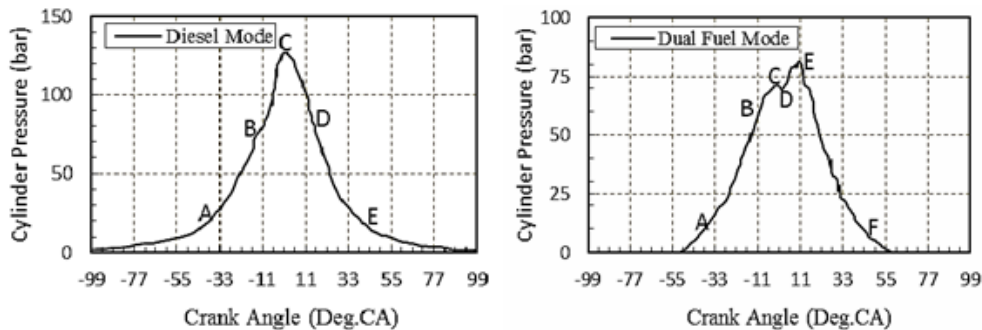 150
100
50
0
Cylinder Pressure (bar)
Diesel Mode
A
B
C
D
E
-99 -77 -55 -33 -11 11 33 55 77 99
Crank Angle (Deg.CA)
100
75
50
25
0
Cylinder Pressure (bar)
Dual Fuel Mode
A
B
C
D
E
F
-99 -77 -55 -33 -11 11 33 55 77 99
Crank Angle (Deg.CA)